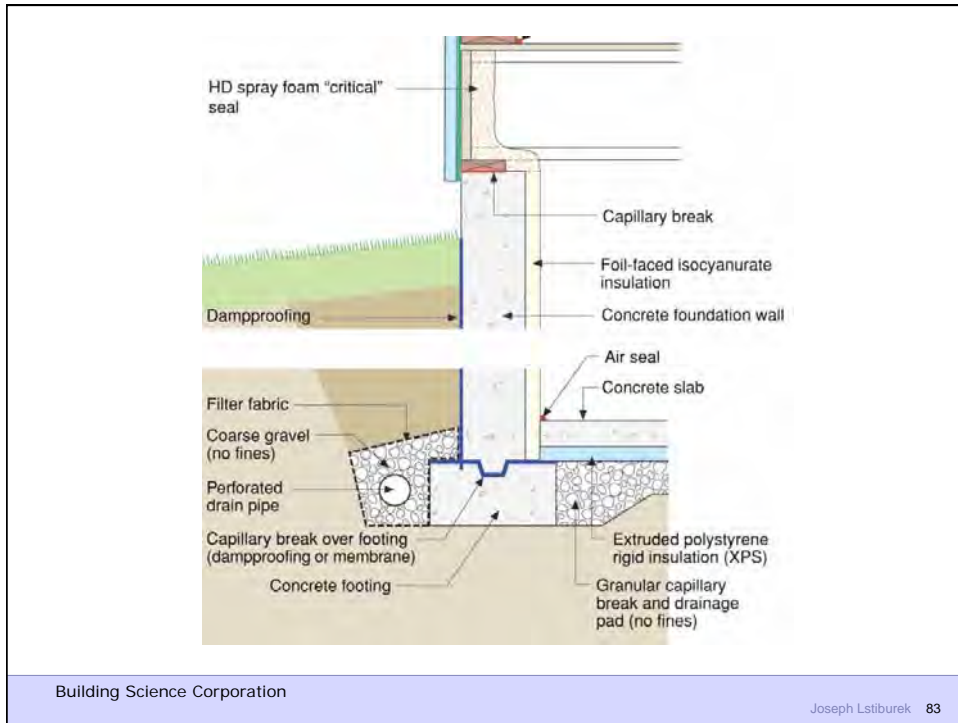 HD spray foam “critical”
seal
Capillary break
Foil-faced isocyanurate
insulation
Dampproofing
Concrete foundation wall
Air seal
Concrete slab
Filter fabric
Coarse gravel
(no fines)
Perforated
drain pipe
Capillary break over footing
(dampproofing or membrane)
Concrete footing
Extruded polystyrene
rigid insulation (XPS)
Granular capillary
break and drainage
pad (no fines)
Building Science Corporation
Joseph Lstiburek 83